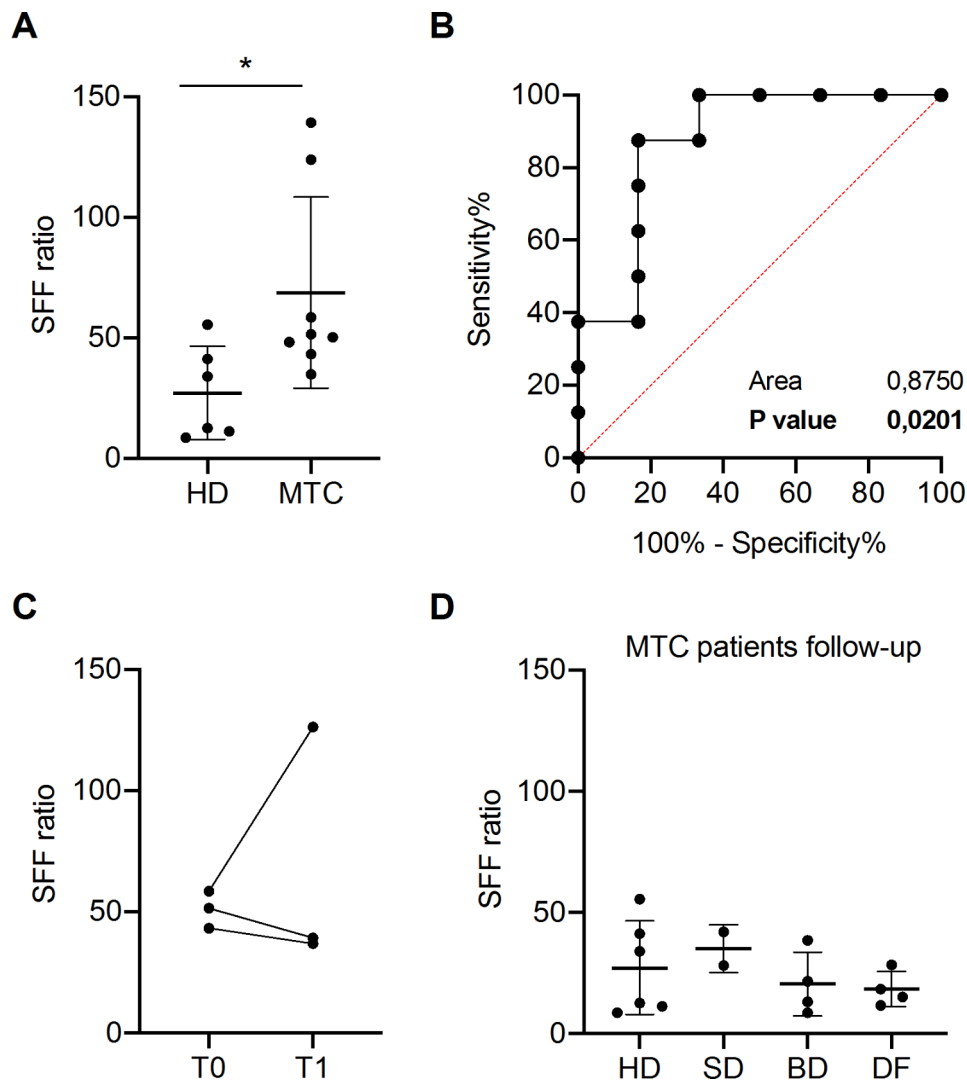 A
*
150
100
50
0
SFF ratio
HD MTC
B
100
80
60
40
20
0
Sensitivity%
Area 0,8750
P value 0,0201
0 20 40 60 80 100
100% - Specificity%
C
150
100
50
0
SFF ratio
T0 T1
D
MTC patients follow-up
150
100
50
0
SFF ratio
HD SD BD DF